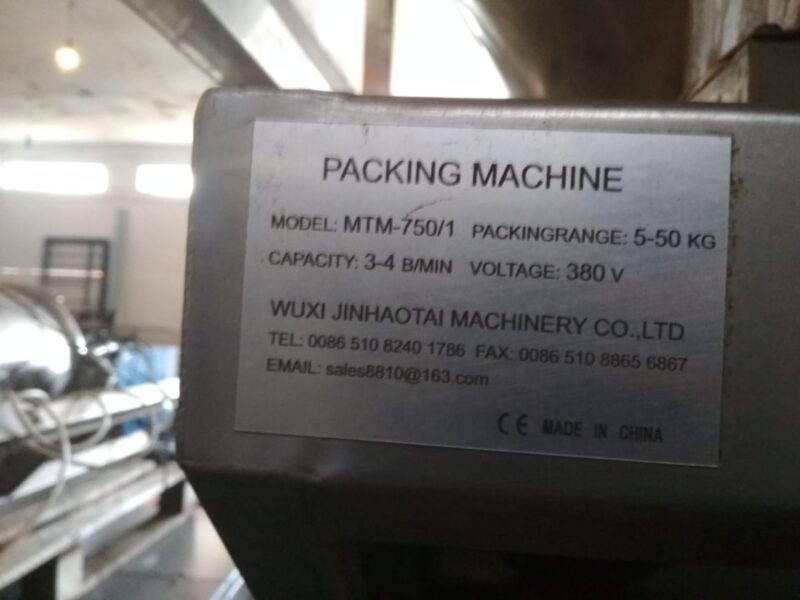 PACKING MACHINE
MODEL: MTM-750/1 PACKINGRANGE: 5-50 KG
CAPACITY: 3-4 B/MIN VOLTAGE: 380 V
WUXI JINHAOTAI MACHINERY CO.,LTD
TEL: 0086 510 8240 1786 FAX: 0086 510 8865 6867
EMAIL: sales8810@163.com
CE MADE IN CHINA